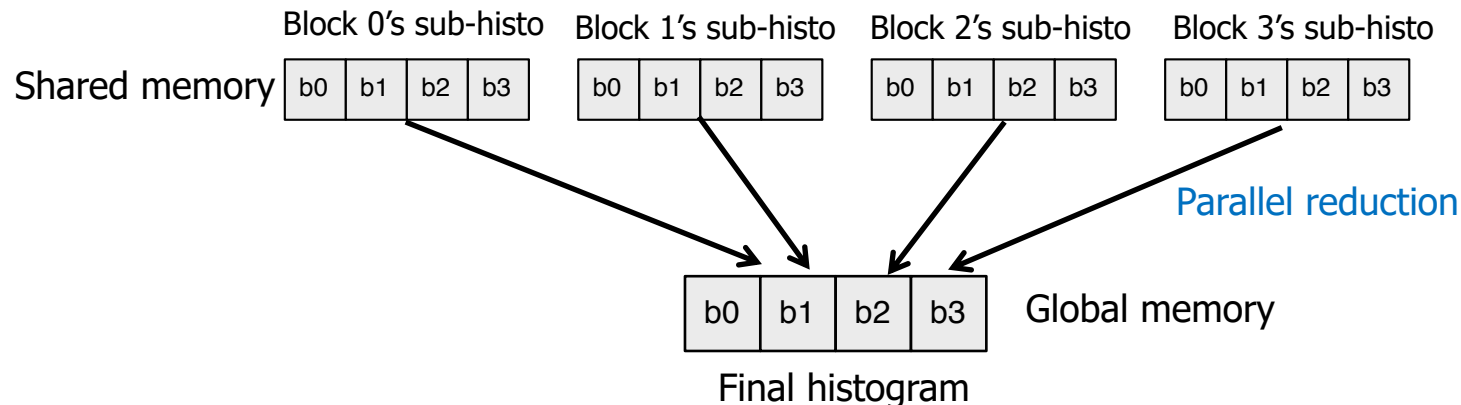 Block 0’s sub-histo Block 1’s sub-histo Block 2’s sub-histo Block 3’s sub-histo
Shared memory b0 b1 b2 b3 b0 b1 b2 b3 b0 b1 b2 b3 b0 b1 b2 b3
Parallel reduction
b0 b1 b2 b3 Global memory
Final histogram